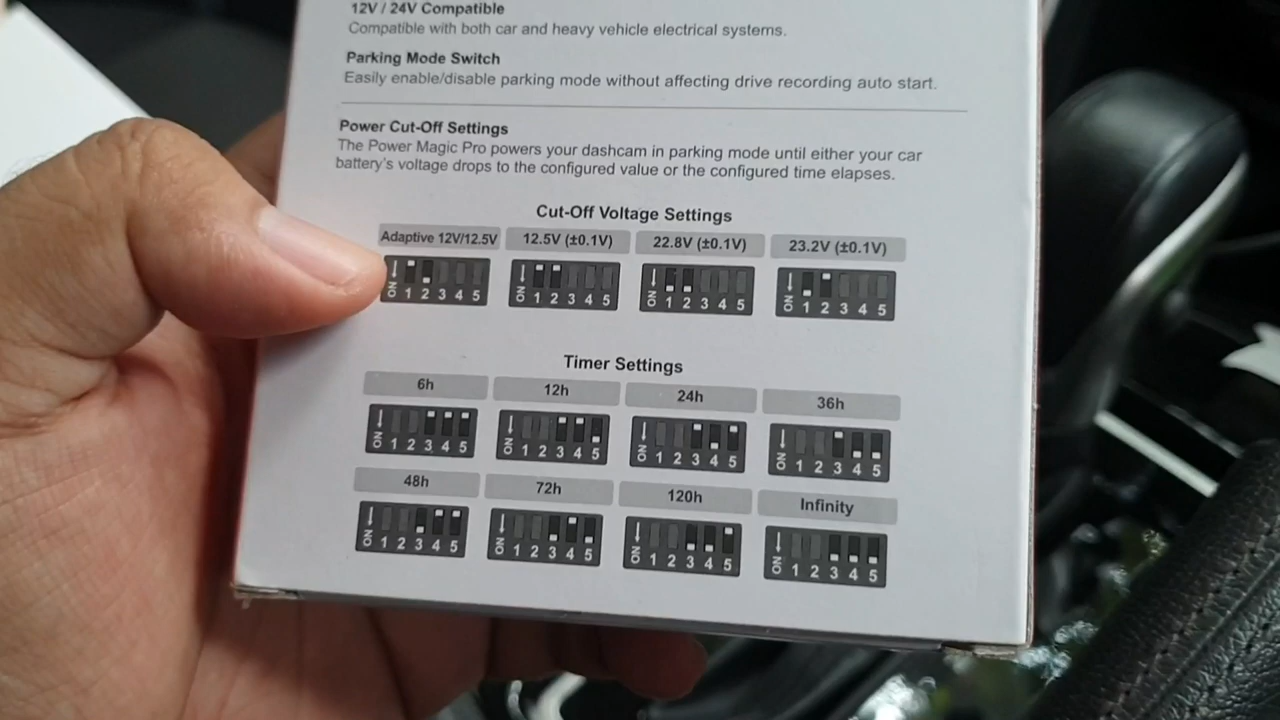 12V / 24V Compatible
Compatible with both car and heavy vehicle electrical systems.
Parking Mode Switch
Easily enable/disable parking mode without affecting drive recording auto start.
Power Cut-Off Settings
The Power Magic Pro powers your dashcam in parking mode until either your car
battery's voltage drops to the configured value or the configured time elapses.
Cut-Off Voltage Settings
Adaptive 12V/12.5V 12.5V (±0.1V) 22.8V (±0.1V) 23.2V (±0.1V)
ON 1 2 3 4 5 ON 1 2 3 4 5 ON 1 2 3 4 5 ON 1 2 3 4 5
Timer Settings
6h 12h 24h 36h
ON 1 2 3 4 5 ON 1 2 3 4 5 ON 1 2 3 4 5 ON 1 2 3 4 5
48h 72h 120h Infinity
ON 1 2 3 4 5 ON 1 2 3 4 5 ON 1 2 3 4 5 ON 1 2 3 4 5